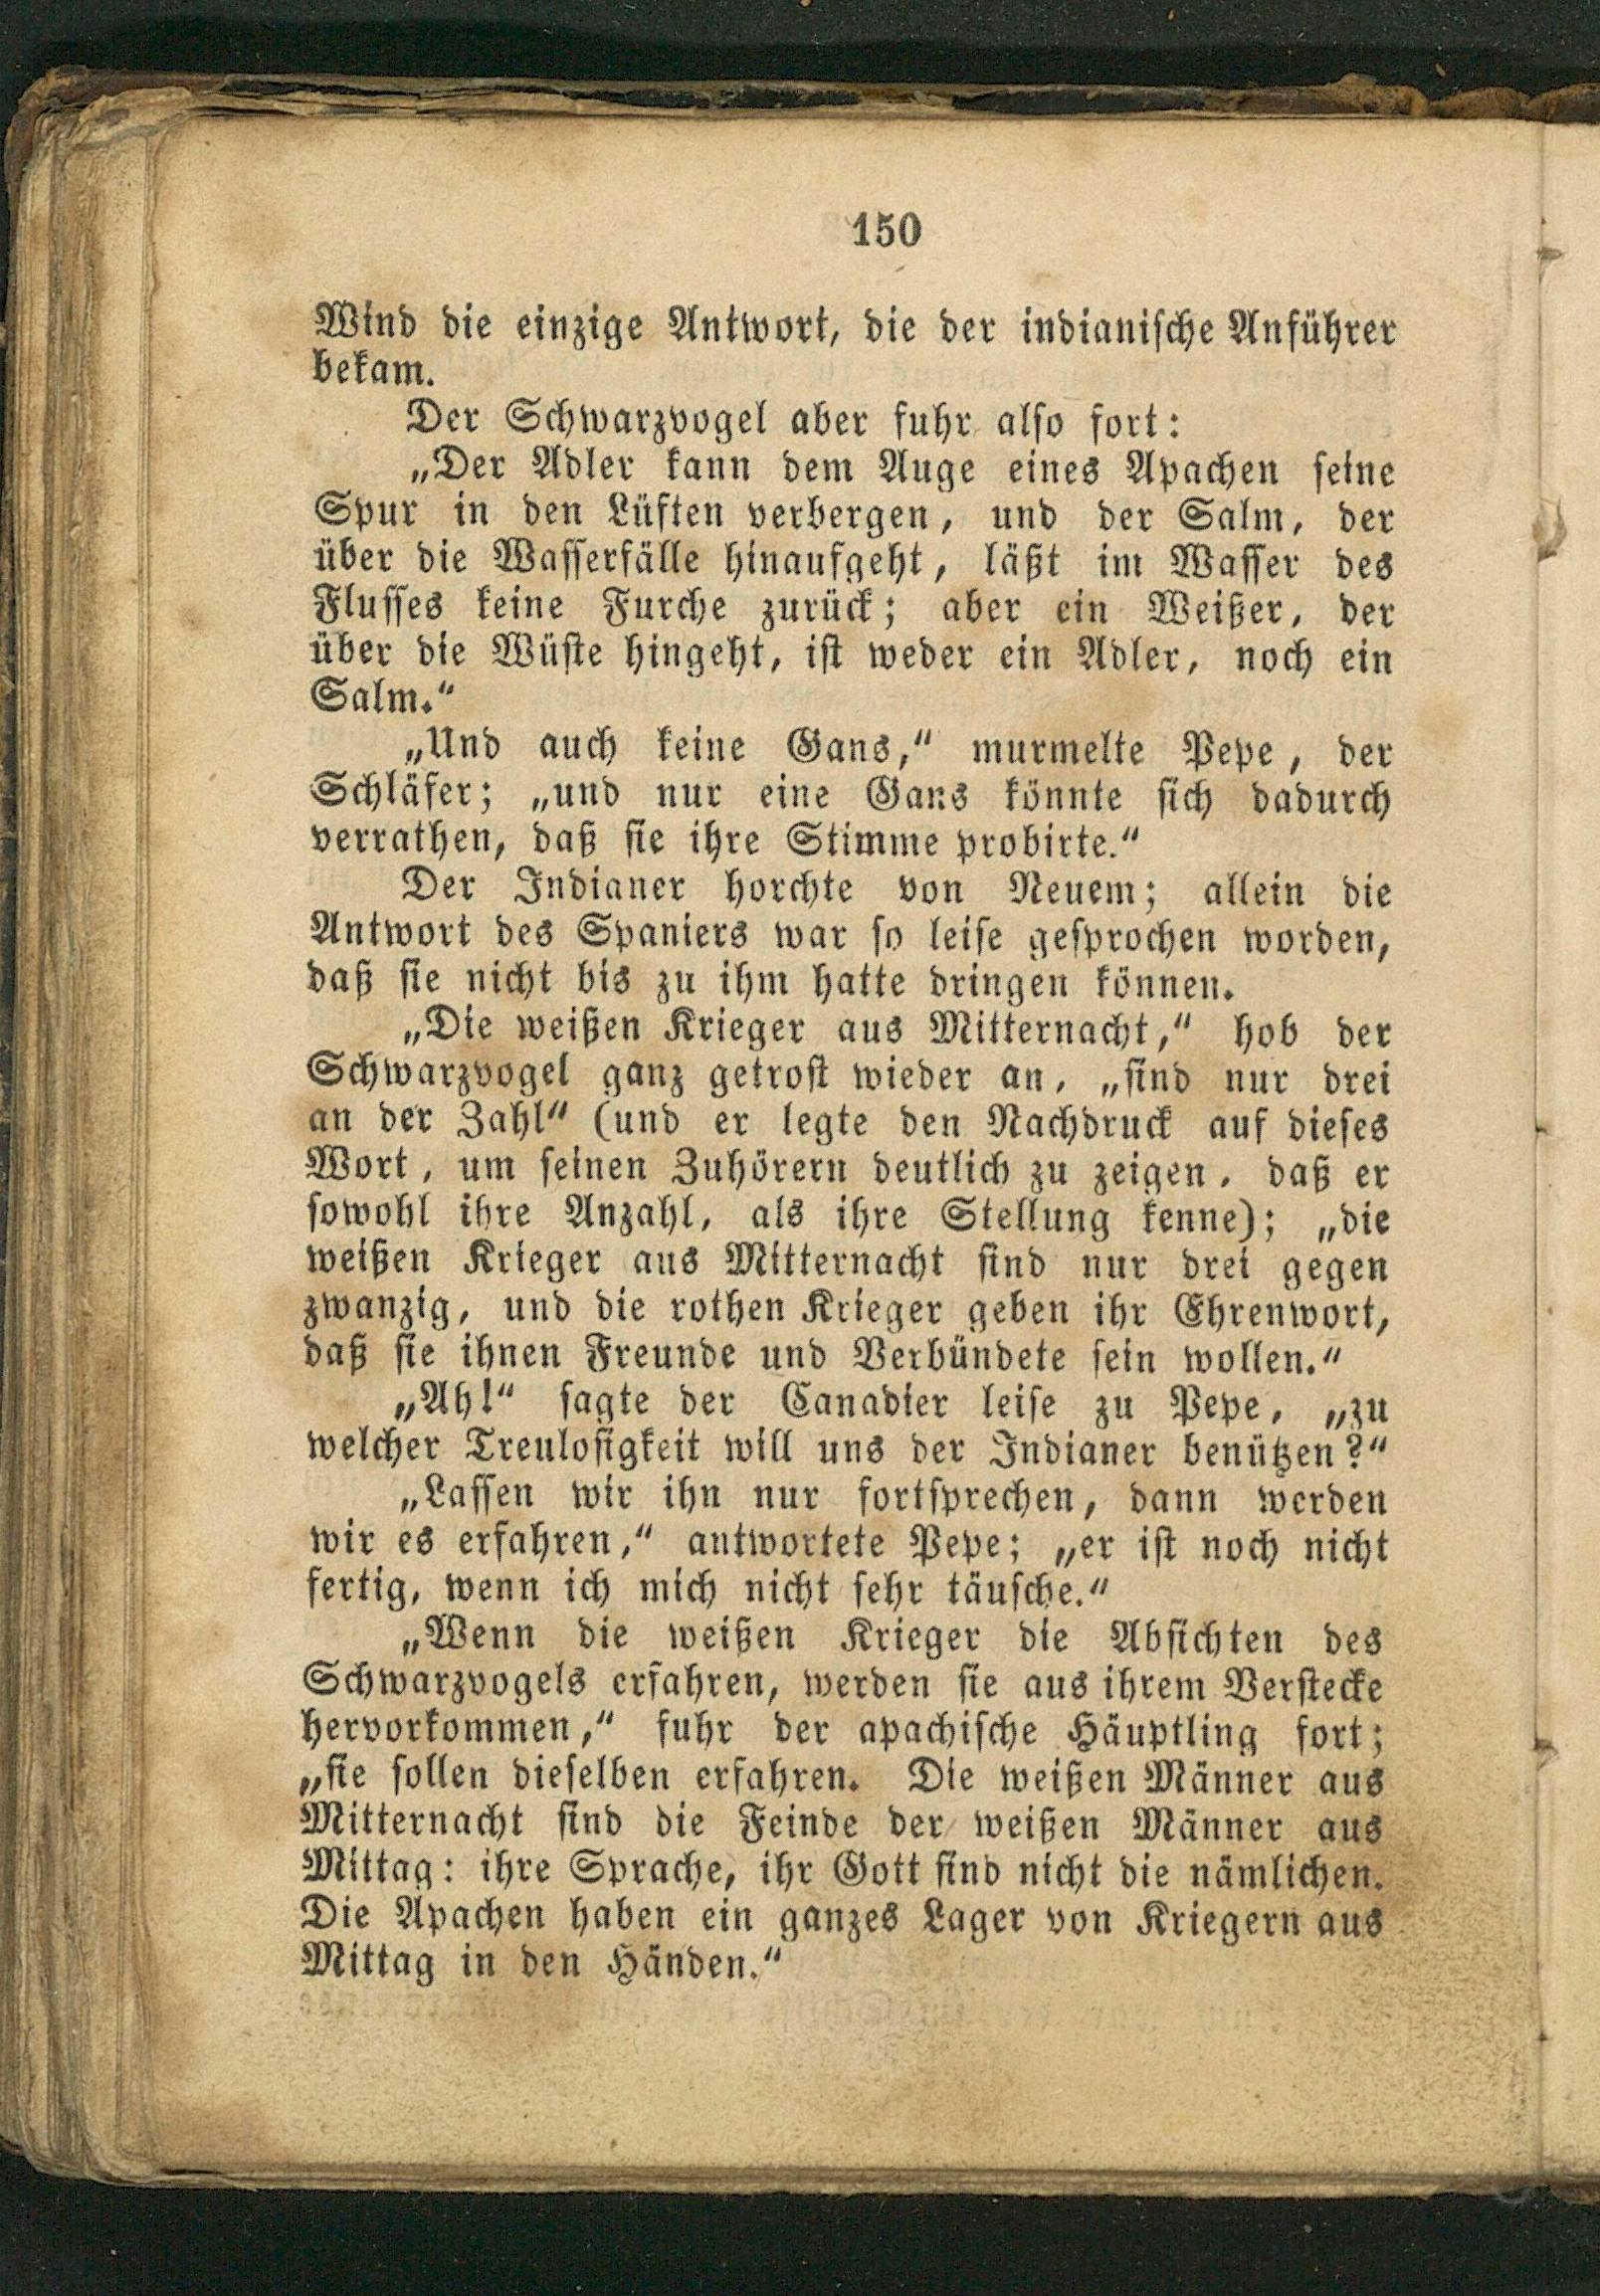 150
Wind die einzige Antwort, die der indianische Anführer
bekam.
Der Schwarzvogel aber fuhr also fort:
„Der Adler kann dem Auge eines Apachen seine
Spur in den Lüften verbergen, und der Salm, der
über die Wasserfälle hinaufgeht, läßt im Wasser des
Flusses keine Furche zurück; aber ein Weißer, der
über die Wüste hingeht, ist weder ein Adler, noch ein
Salm.“
„Und auch keine Gans,“ murmelte Pepe, der
Schläfer; „und nur eine Gans könnte sich dadurch
verrathen, daß sie ihre Stimme probirte.“
Der Indianer horchte von Neuem; allein die
Antwort des Spaniers war so leise gesprochen worden,
daß sie nicht bis zu ihm hatte dringen können.
„Die weißen Krieger aus Mitternacht,“ hob der
Schwarzvogel ganz getrost wieder an, „sind nur drei
an der Zahl“ (und er legte den Nachdruck auf dieses
Wort, um seinen Zuhörern deutlich zu zeigen, daß er
sowohl ihre Anzahl, als ihre Stellung kenne); „die
weißen Krieger aus Mitternacht sind nur drei gegen
zwanzig, und die rothen Krieger geben ihr Ehrenwort,
daß sie ihnen Freunde und Verbündete sein wollen.“
„Ah!“ sagte der Canadier leise zu Pepe, „zu
welcher Treulosigkeit will uns der Indianer benützen?“
„Lassen wir ihn nur fortsprechen, dann werden
wir es erfahren,“ antwortete Pepe; „er ist noch nicht
fertig, wenn ich mich nicht sehr täusche.“
„Wenn die weißen Krieger die Absichten des
Schwarzvogels erfahren, werden sie aus ihrem Verstecke
hervorkommen,“ fuhr der apachische Häuptling fort;
„sie sollen dieselben erfahren. Die weißen Männer aus
Mitternacht sind die Feinde der weißen Männer aus
Mittag: ihre Sprache, ihr Gott sind nicht die nämlichen.
Die Apachen haben ein ganzes Lager von Kriegern aus
Mittag in den Händen.“